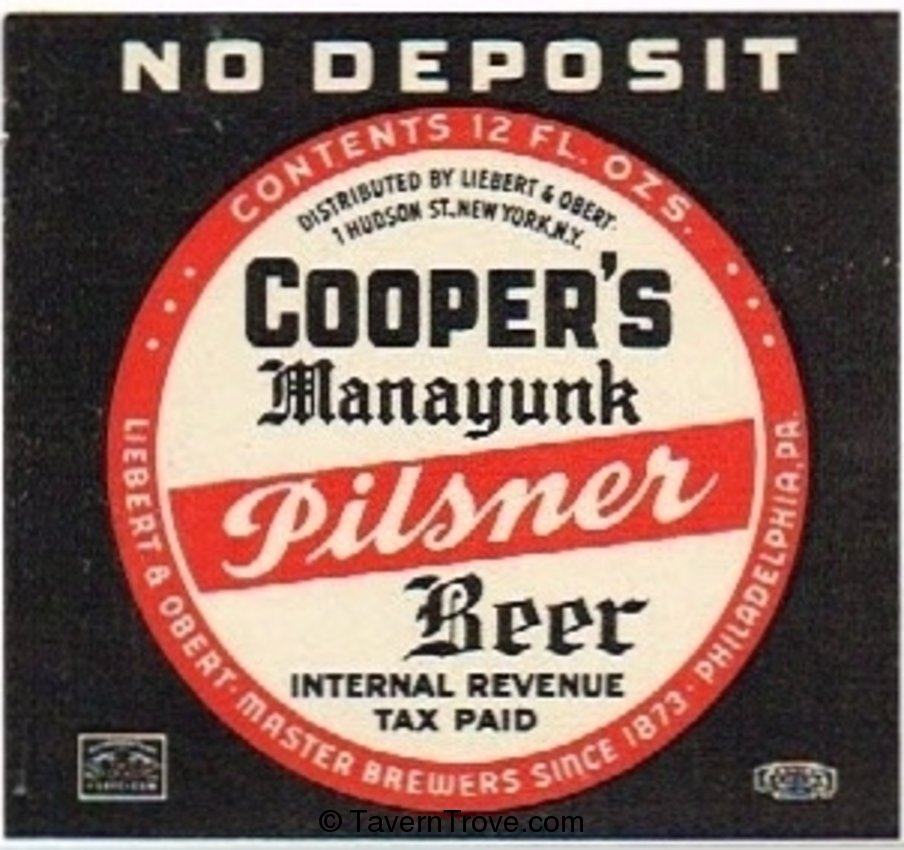 NO DEPOSIT
CONTENTS 12 FL. OZS.
DISTRIBUTED BY LIEBERT & OBERT.
1 HUDSON ST., NEW YORK, N.Y.
COOPER'S
Manayunk
Pilsner
Beer
INTERNAL REVENUE
TAX PAID
LIEBERT & OBERT · MASTER BREWERS SINCE 1873 · PHILADELPHIA, PA.
© TavernTrove.com